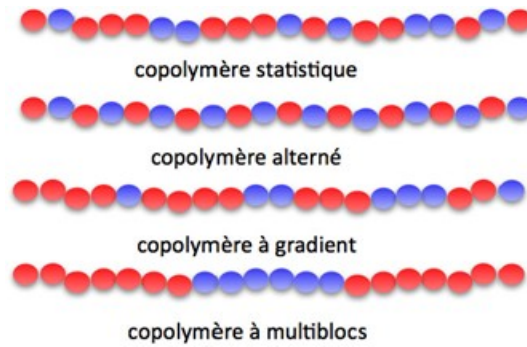 copolymère statistique
copolymère alterné
copolymère à gradient
copolymère à multiblocs